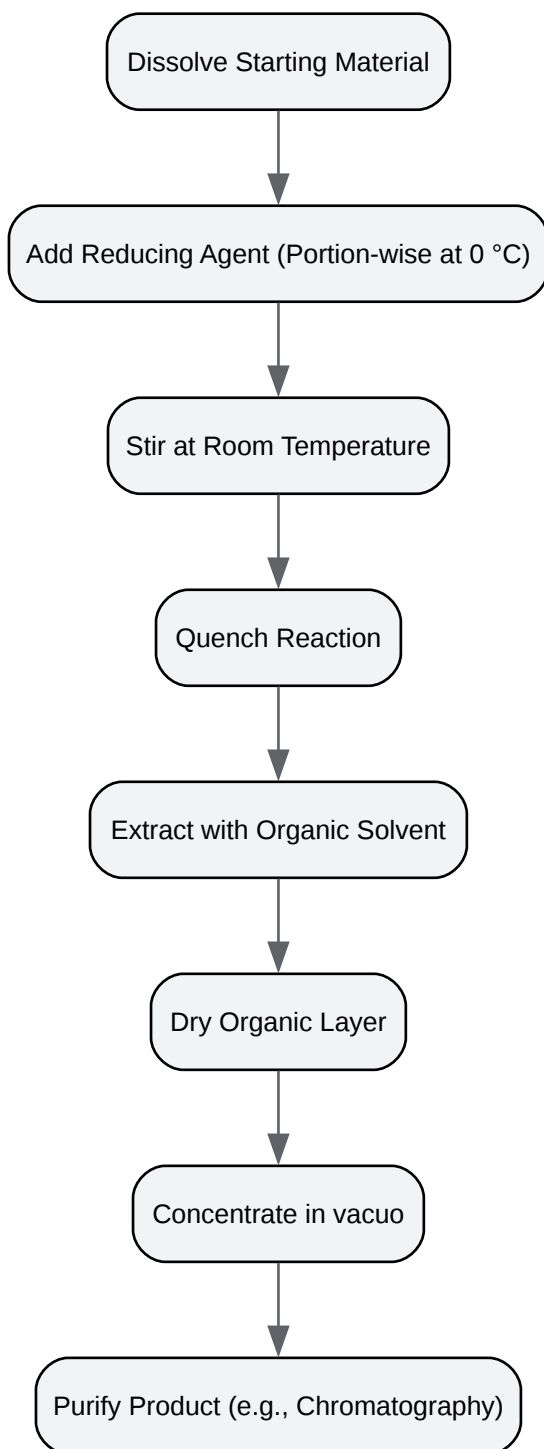 Dissolve Starting Material
Add Reducing Agent (Portion-wise at 0 °C)
Stir at Room Temperature
Quench Reaction
Extract with Organic Solvent
Dry Organic Layer
Concentrate in vacuo
Purify Product (e.g., Chromatography)